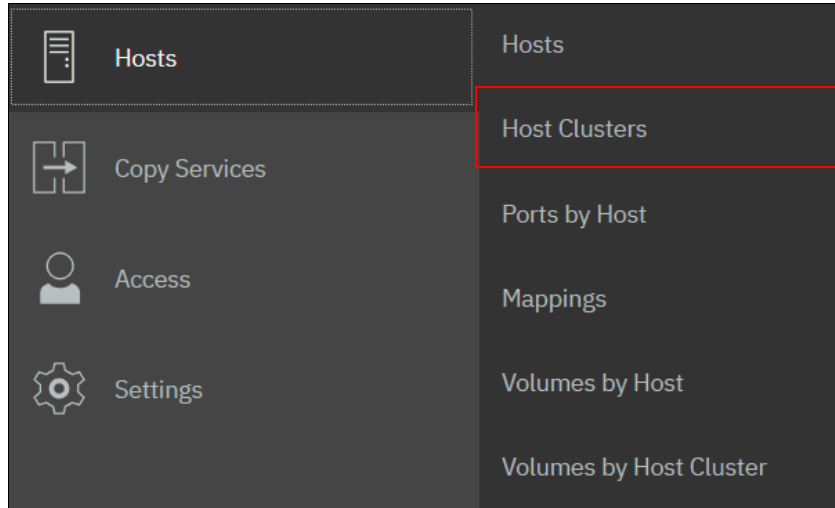 Hosts
Copy Services
Access
Settings
Hosts
Host Clusters
Ports by Host
Mappings
Volumes by Host
Volumes by Host Cluster